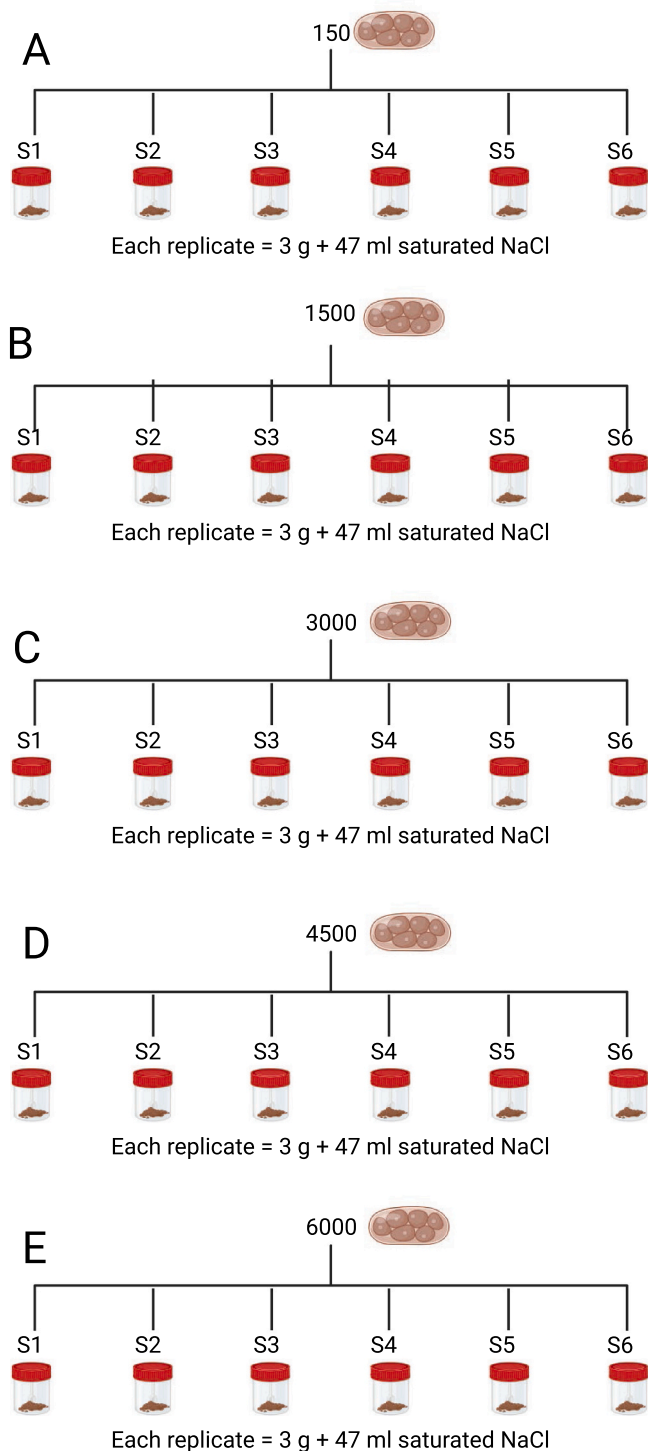 A
150
S1 S2 S3 S4 S5 S6
Each replicate = 3 g + 47 ml saturated NaCl
B
1500
S1 S2 S3 S4 S5 S6
Each replicate = 3 g + 47 ml saturated NaCl
C
3000
S1 S2 S3 S4 S5 S6
Each replicate = 3 g + 47 ml saturated NaCl
D
4500
S1 S2 S3 S4 S5 S6
Each replicate = 3 g + 47 ml saturated NaCl
E
6000
S1 S2 S3 S4 S5 S6
Each replicate = 3 g + 47 ml saturated NaCl